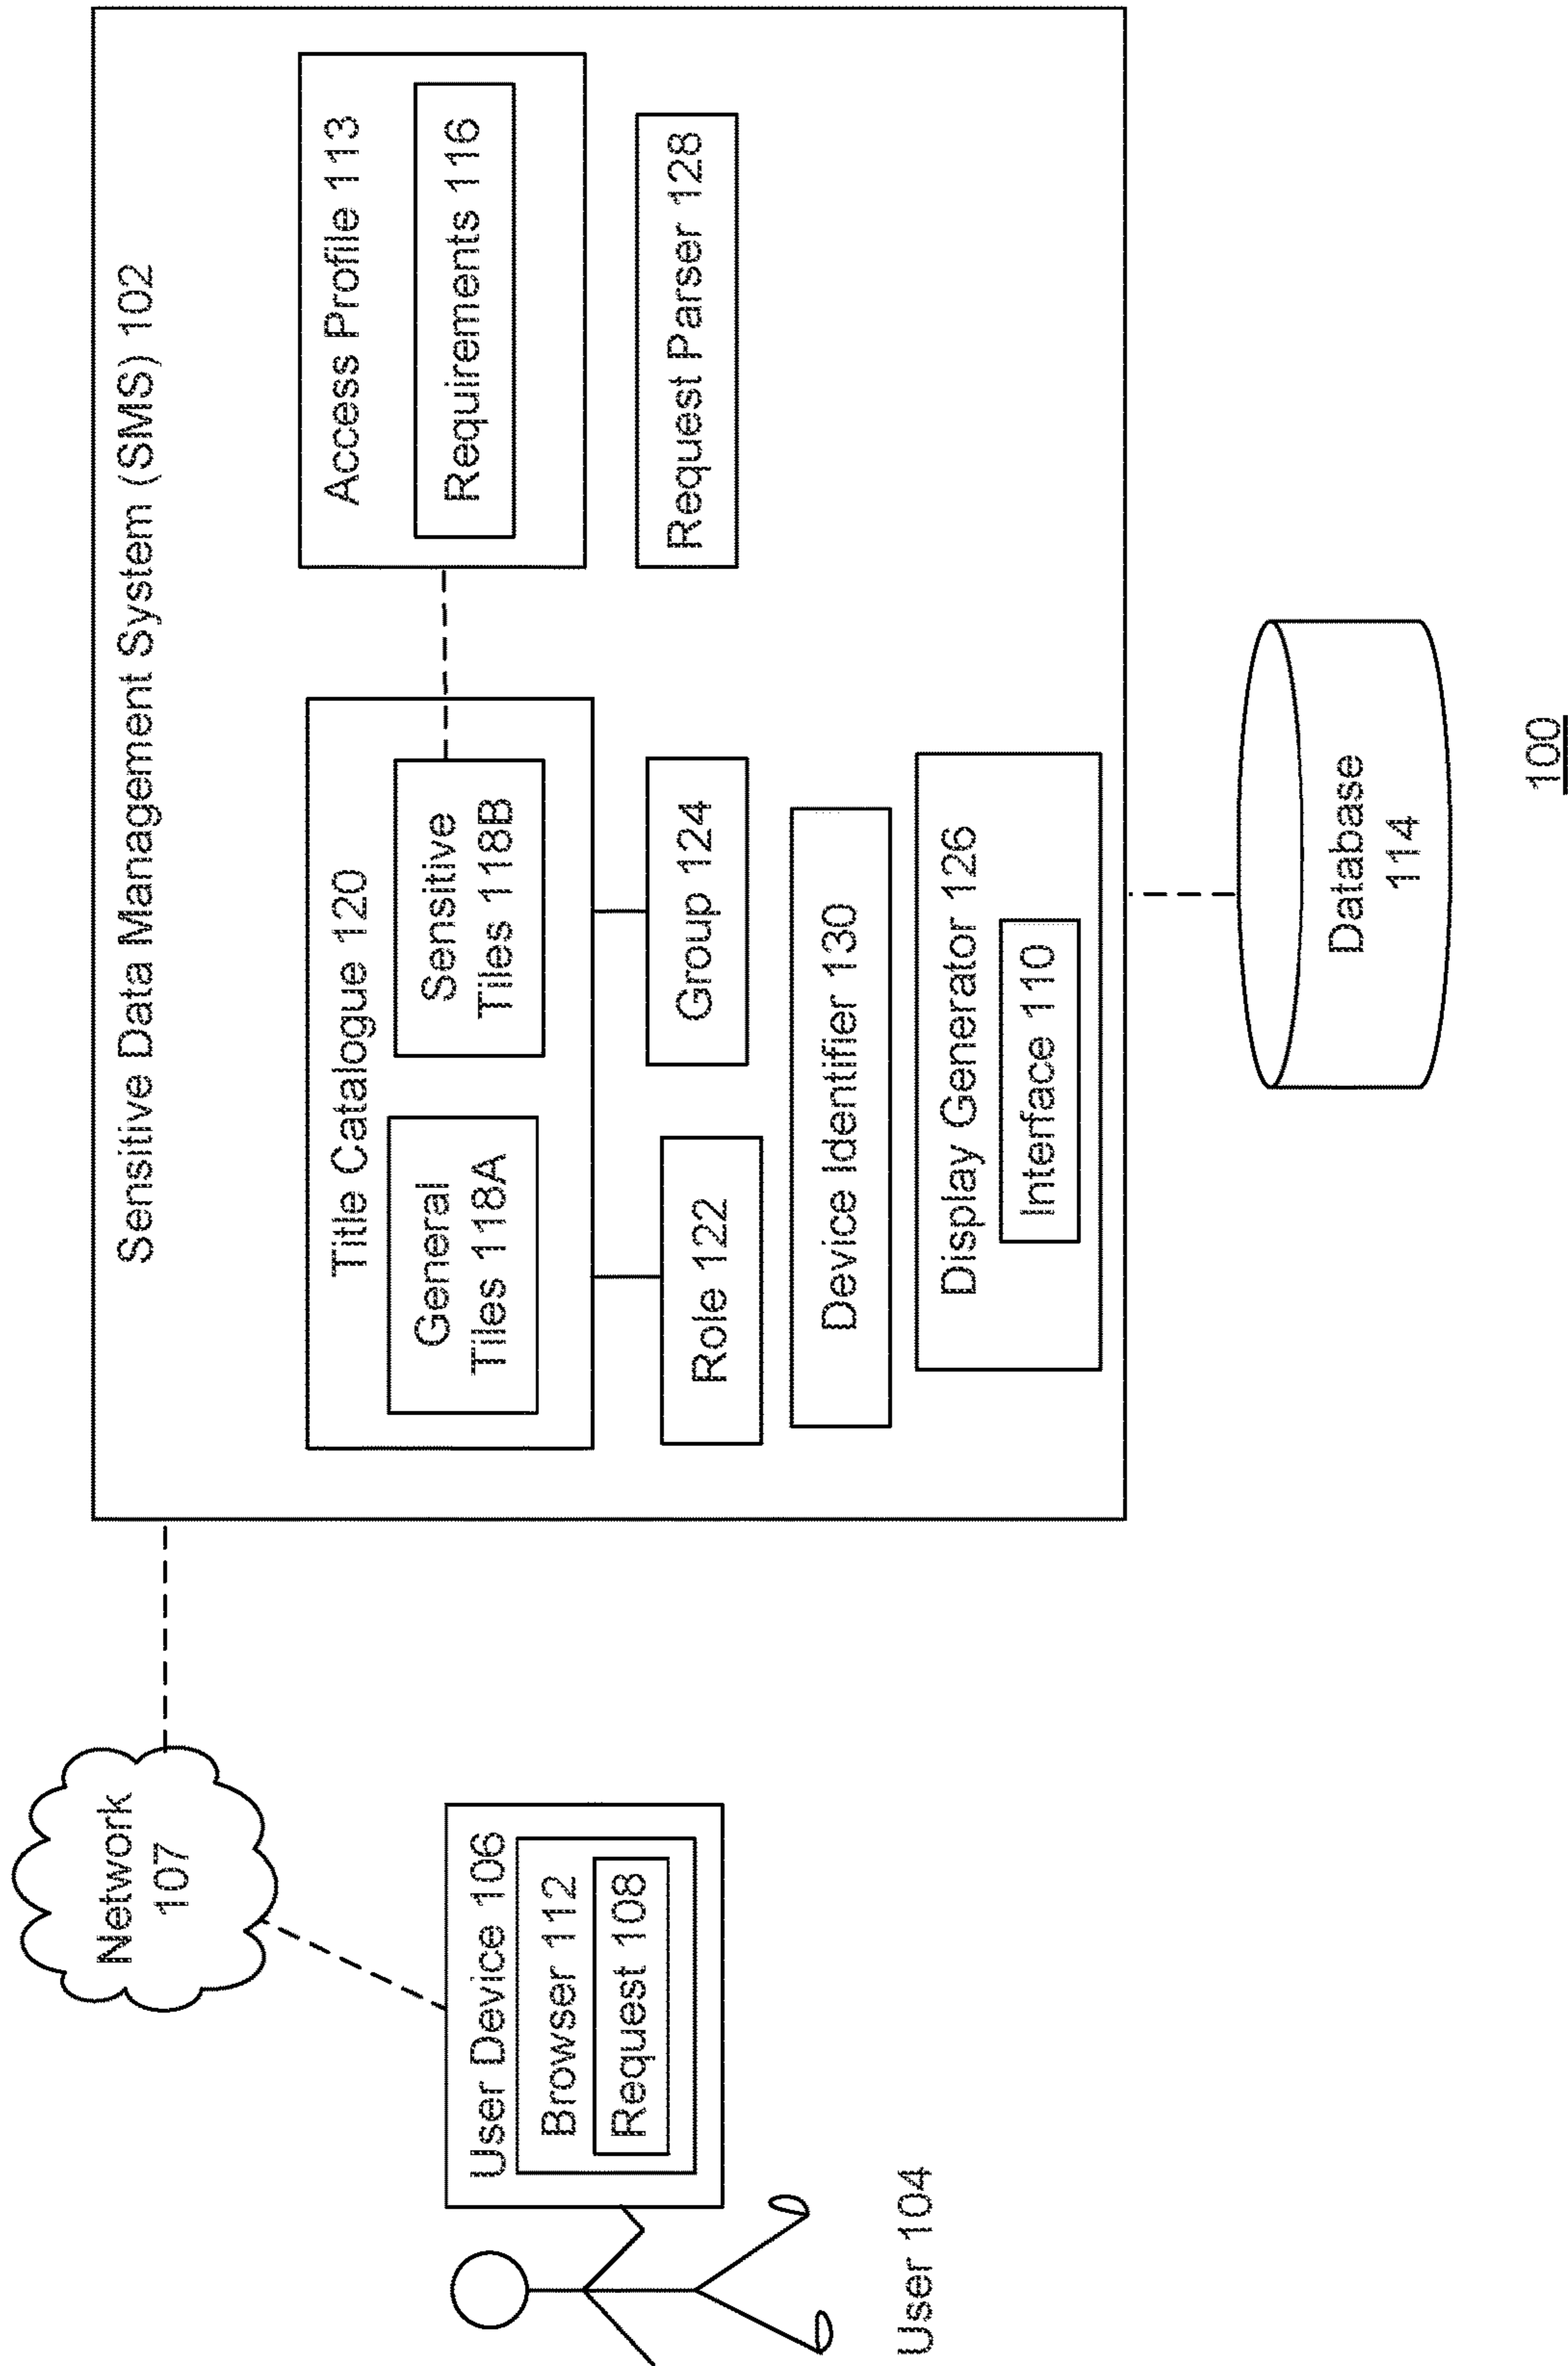 Sensitive Data Management System (SMS) 102
Network
107
Title Catalogue 120
General
Tiles 118A
Sensitive
Tiles 118B
Access Profile 113
Requirements 116
User Device 106
Browser 112
Request 108
Role 122
Group 124
Request Parser 128
Device Identifier 130
Display Generator 126
Interface 110
User 104
Database
114
100